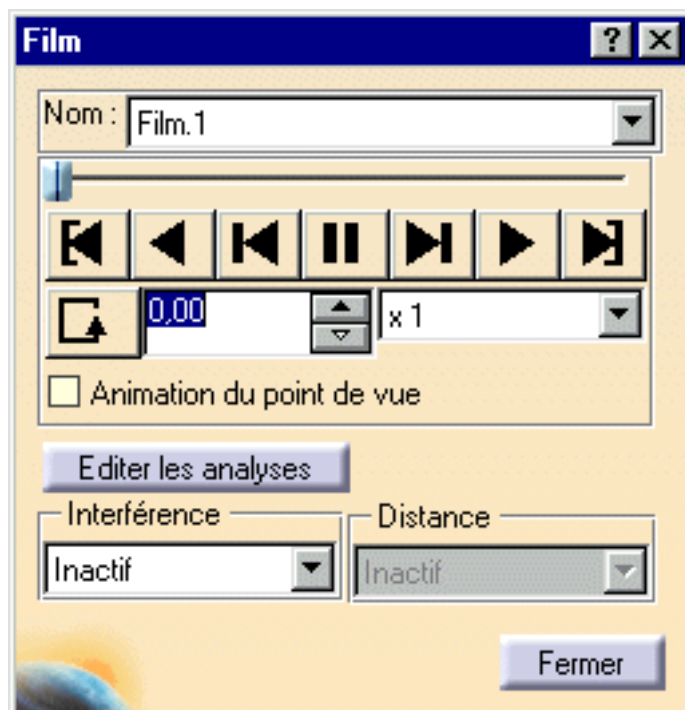 Film
Nom : Film.1
0,00 x 1
Animation du point de vue
Editer les analyses
Interférence Distance
Inactif Inactif
Fermer